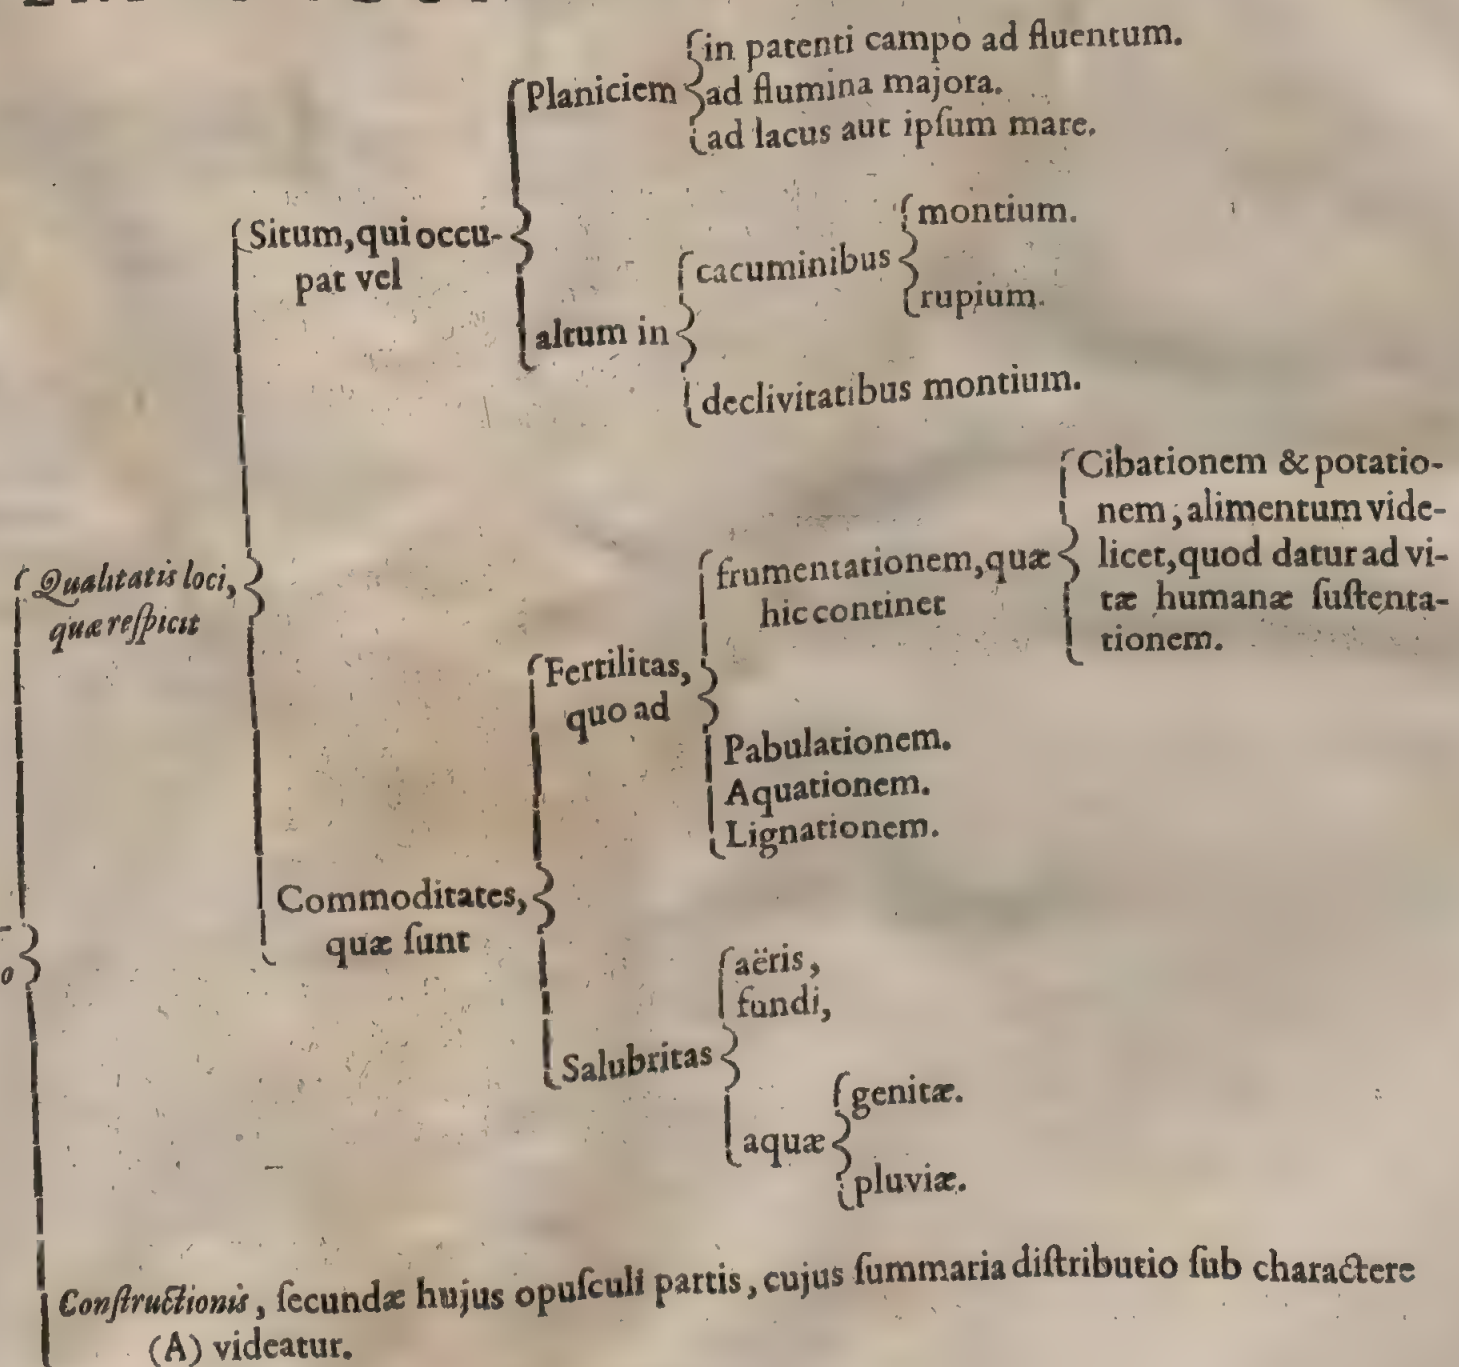 in patenti campo ad fluentum.
Planiciem
ad flumina majora.
ad lacus aut ipſum mare.
Situm, qui occu-
pat vel
montium.
cacuminibus
rupium.
altum in
declivitatibus montium.
Qualitatis loci,
quæ reſpicit
Cibationem & potatio-
nem; alimentum vide-
licet, quod datur ad vi-
tæ humanæ ſuſtenta-
tionem.
frumentationem, quæ
hic continet
Fertilitas,
quo ad
Pabulationem.
Aquationem.
Lignationem.
Commoditates,
quæ ſunt
aëris,
fundi,
Salubritas
genitæ.
aquæ
pluviæ.
Conſtructionis, ſecundæ hujus opuſculi partis, cujus ſummaria diſtributio ſub charactere
(A) videatur.